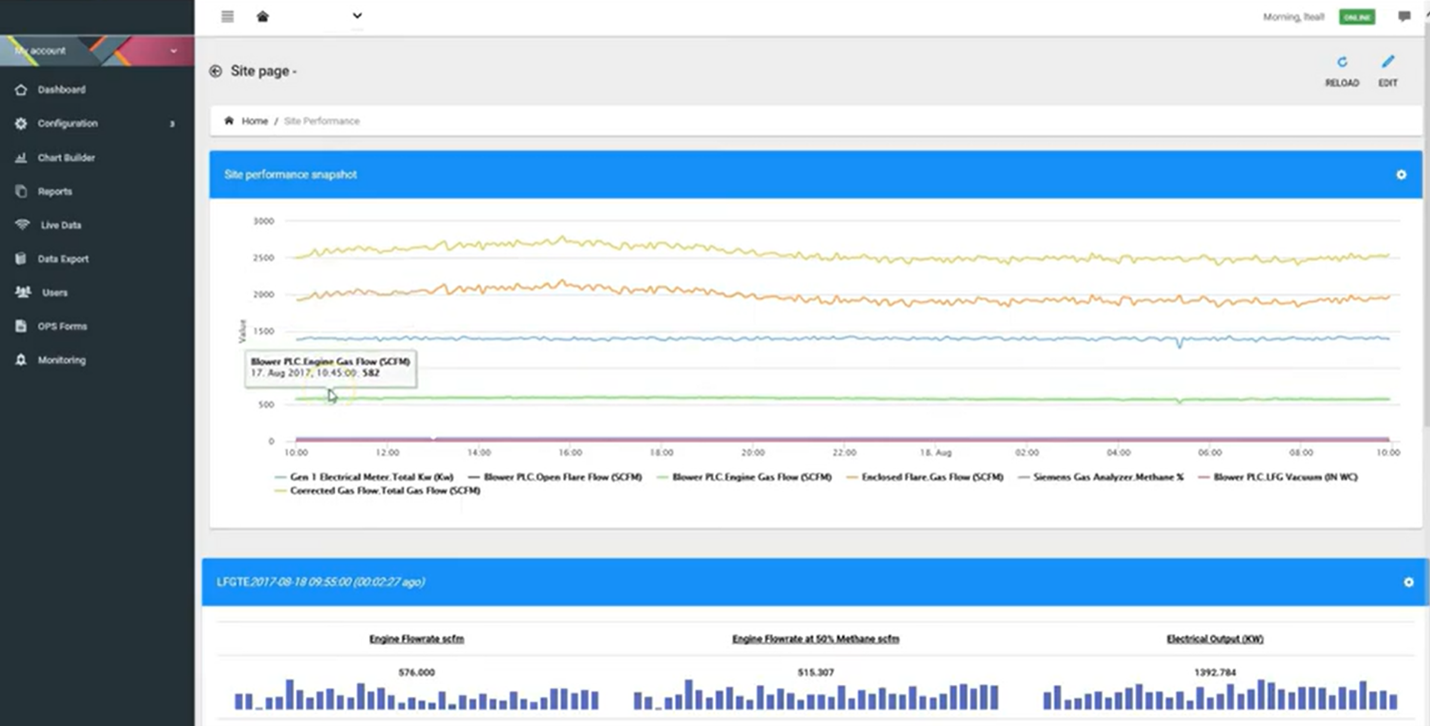 Morning, Iteall
ONLINE
My account
Site page -
RELOAD
EDIT
Dashboard
Configuration 3
Chart Builder
Reports
Live Data
Data Export
Users
OPS Forms
Monitoring
Home / Site Performance
Site performance snapshot
3000
2500
2000
1500
500
0
Value
Blower PLC.Engine Gas Flow (SCFM)
17. Aug 2017, 10:45:00: 582
10:00 12:00 14:00 16:00 18:00 20:00 22:00 18. Aug 02:00 04:00 06:00 08:00 10:00
Gen 1 Electrical Meter.Total Kw (Kw) Blower PLC.Open Flare Flow (SCFM) Blower PLC.Engine Gas Flow (SCFM) Enclosed Flare.Gas Flow (SCFM) Siemens Gas Analyzer.Methane % Blower PLC.LFG Vacuum (IN WC)
Corrected Gas Flow.Total Gas Flow (SCFM)
LFGTE2017-08-18 09:55:00 (00:02:27 ago)
Engine Flowrate scfm Engine Flowrate at 50% Methane scfm Electrical Output (KW)
576.000 515.307 1392.784